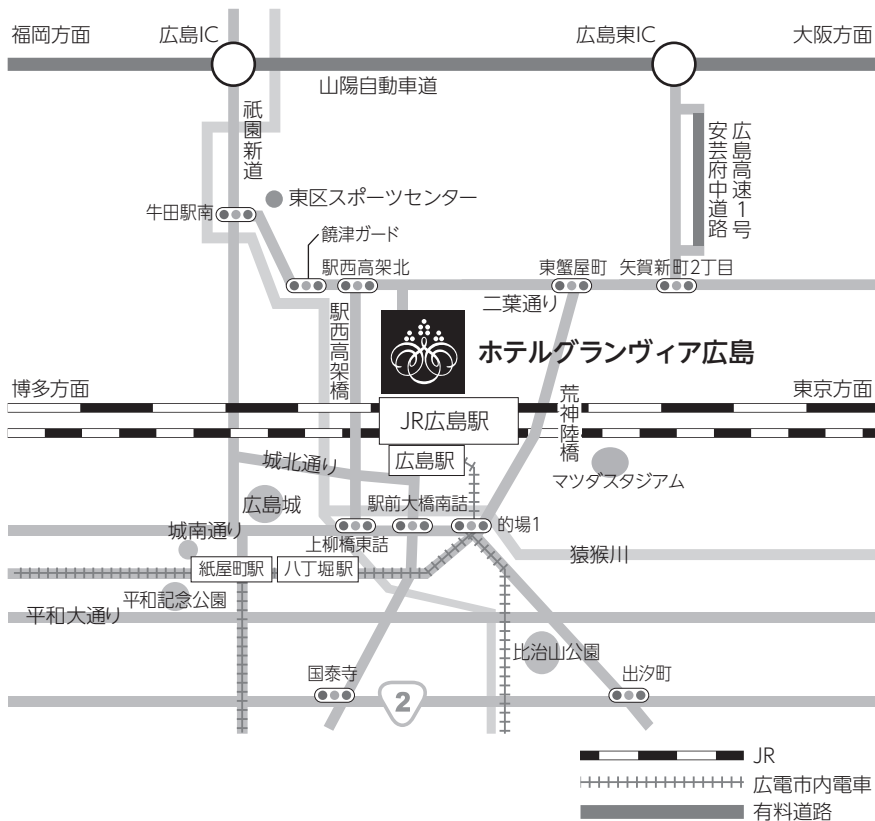 福岡方面
広島IC
広島東IC
大阪方面
山陽自動車道
祇園新道
広島高速1号
安芸府中道路
東区スポーツセンター
牛田駅南
饒津ガード
駅西高架北
東蟹屋町
矢賀新町2丁目
二葉通り
駅西高架橋
ホテルグランヴィア広島
博多方面
荒神陸橋
東京方面
JR広島駅
城北通り
広島駅
マツダスタジアム
広島城
駅前大橋南詰
城南通り
的場1
上柳橋東詰
猿猴川
紙屋町駅
八丁堀駅
平和記念公園
平和大通り
比治山公園
国泰寺
出汐町
2
JR
広電市内電車
有料道路